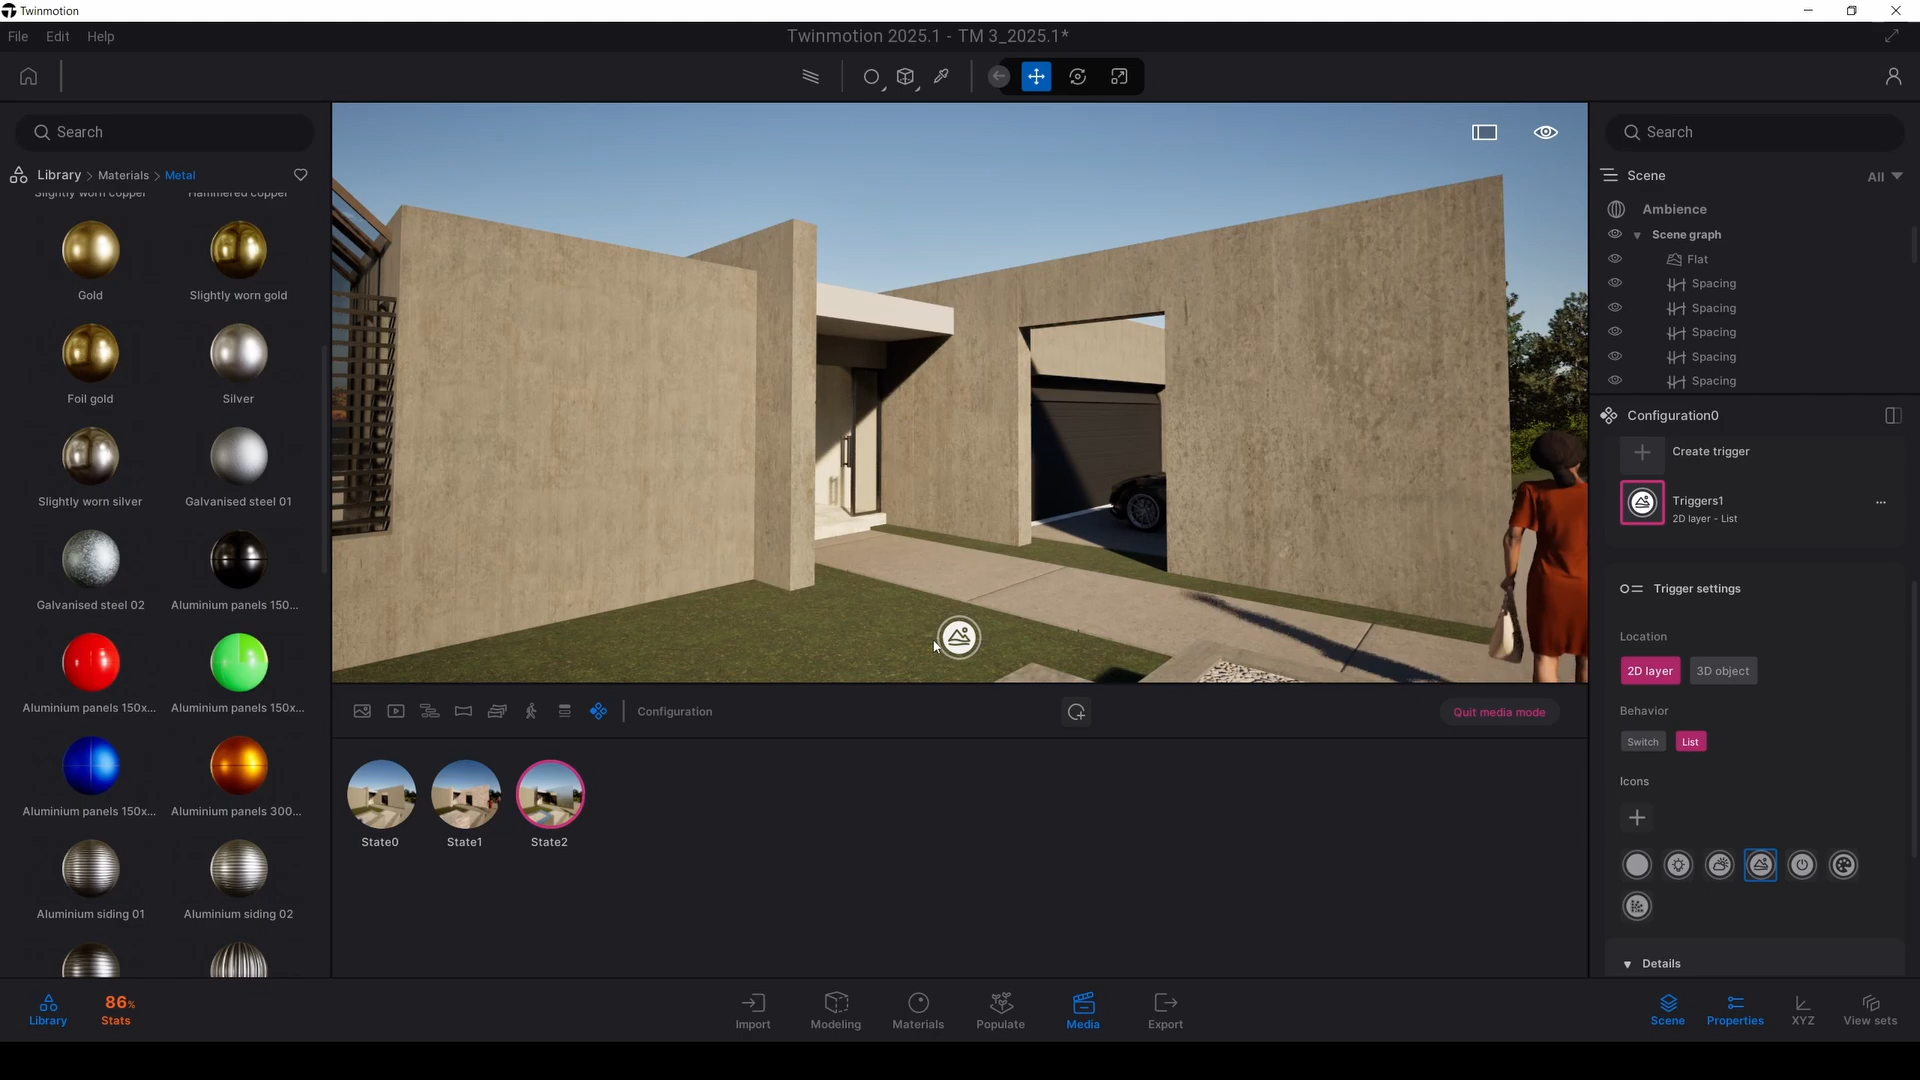 Twinmotion
File Edit Help
Twinmotion 2025.1 - TM 3_2025.1*
Search
Library > Materials > Metal
Slightly worn copper Hammered copper
Gold Slightly worn gold
Foil gold Silver
Slightly worn silver Galvanised steel 01
Galvanised steel 02 Aluminium panels 150...
Aluminium panels 150x... Aluminium panels 150x...
Aluminium panels 150x... Aluminium panels 300...
Aluminium siding 01 Aluminium siding 02
Configuration
Quit media mode
State0 State1 State2
Search
Scene All
Ambience
Scene graph
Flat
Spacing
Spacing
Spacing
Spacing
Spacing
Configuration0
Create trigger
Triggers1
2D layer - List
Trigger settings
Location
2D layer 3D object
Behavior
Switch List
Icons
Details
86%
Library Stats
Import Modeling Materials Populate Media Export
Scene Properties XYZ View sets